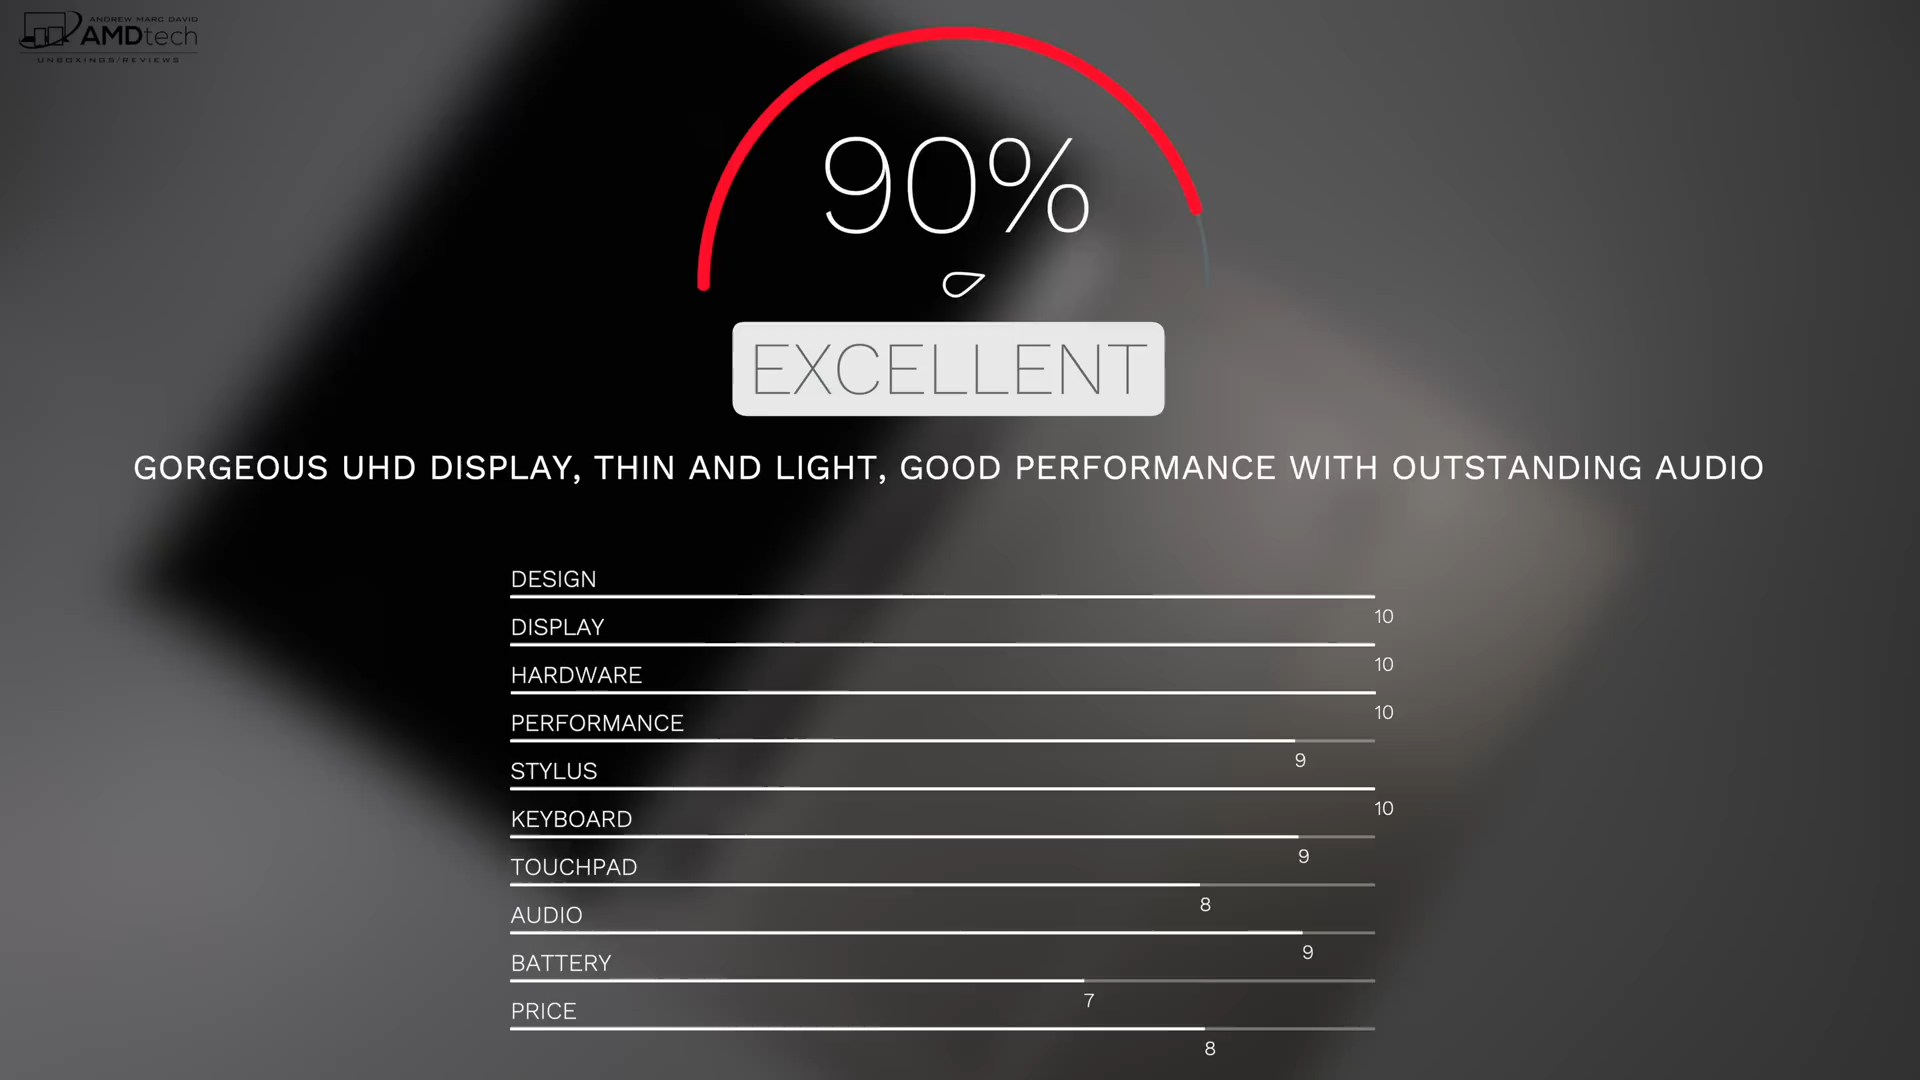 ANDREW MARC DAVID
AMDtech
UNBOXINGS/REVIEWS
90%
EXCELLENT
GORGEOUS UHD DISPLAY, THIN AND LIGHT, GOOD PERFORMANCE WITH OUTSTANDING AUDIO
DESIGN
10
DISPLAY
10
HARDWARE
10
PERFORMANCE
9
STYLUS
10
KEYBOARD
9
TOUCHPAD
8
AUDIO
9
BATTERY
7
PRICE
8